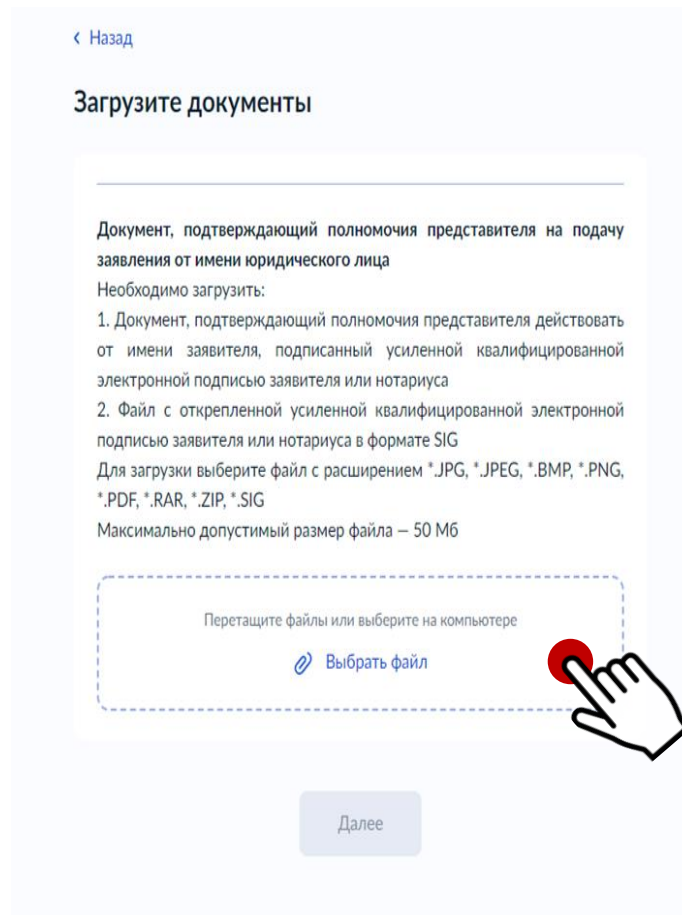 Назад
Загрузите документы
Документ, подтверждающий полномочия представителя на подачу
заявления от имени юридического лица
Необходимо загрузить:
1. Документ, подтверждающий полномочия представителя действовать
от имени заявителя, подписанный усиленной квалифицированной
электронной подписью заявителя или нотариуса
2. Файл с открепленной усиленной квалифицированной электронной
подписью заявителя или нотариуса в формате SIG
Для загрузки выберите файл с расширением *.JPG, *.JPEG, *.BMP, *.PNG,
*.PDF, *.RAR, *.ZIP, *.SIG
Максимально допустимый размер файла — 50 Мб
Перетащите файлы или выберите на компьютере
Выбрать файл
Далее